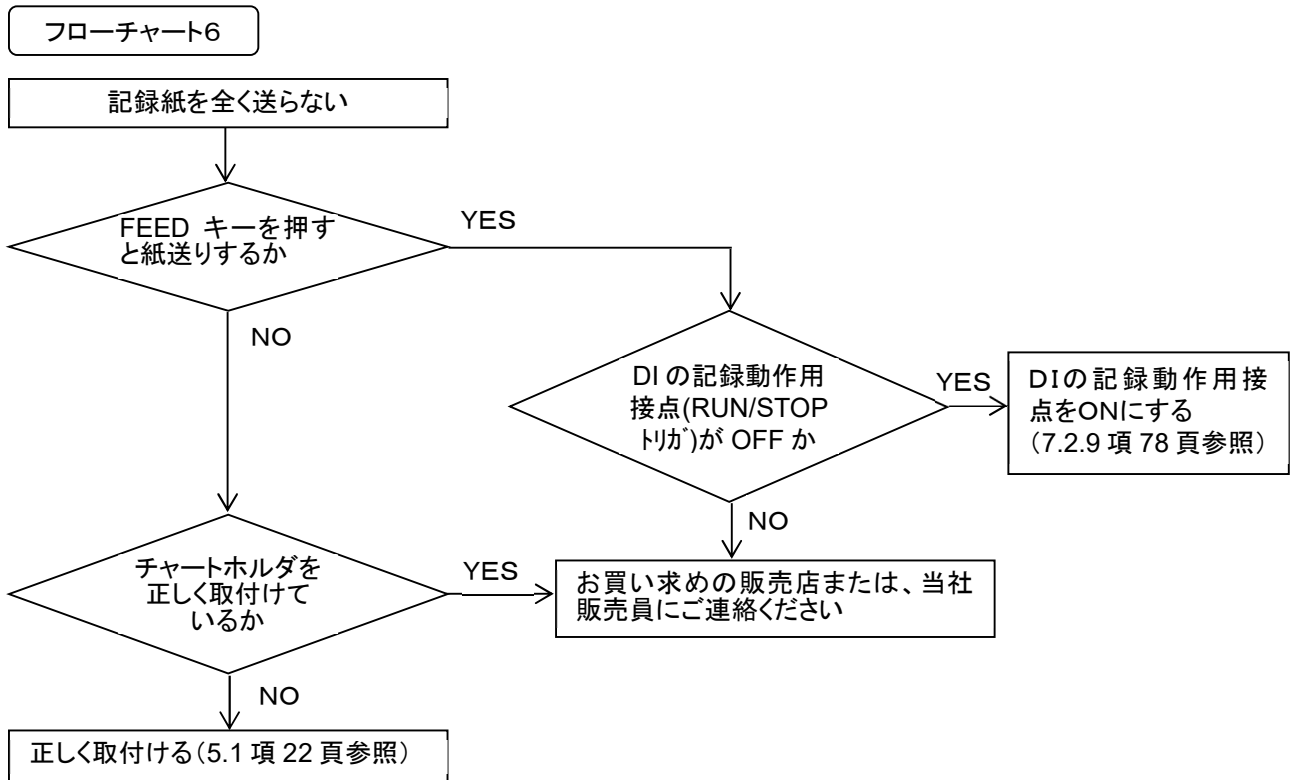 フローチャート6
記録紙を全く送らない
FEED キーを押す
と紙送りするか
YES
NO
DI の記録動作用
接点(RUN/STOP
ﾄﾘｶﾞ)が OFF か
YES
DIの記録動作用接
点をONにする
（7.2.9 項 78 頁参照）
NO
チャートホルダを
正しく取付けて
いるか
YES
お買い求めの販売店または、当社
販売員にご連絡ください
NO
正しく取付ける（5.1 項 22 頁参照）